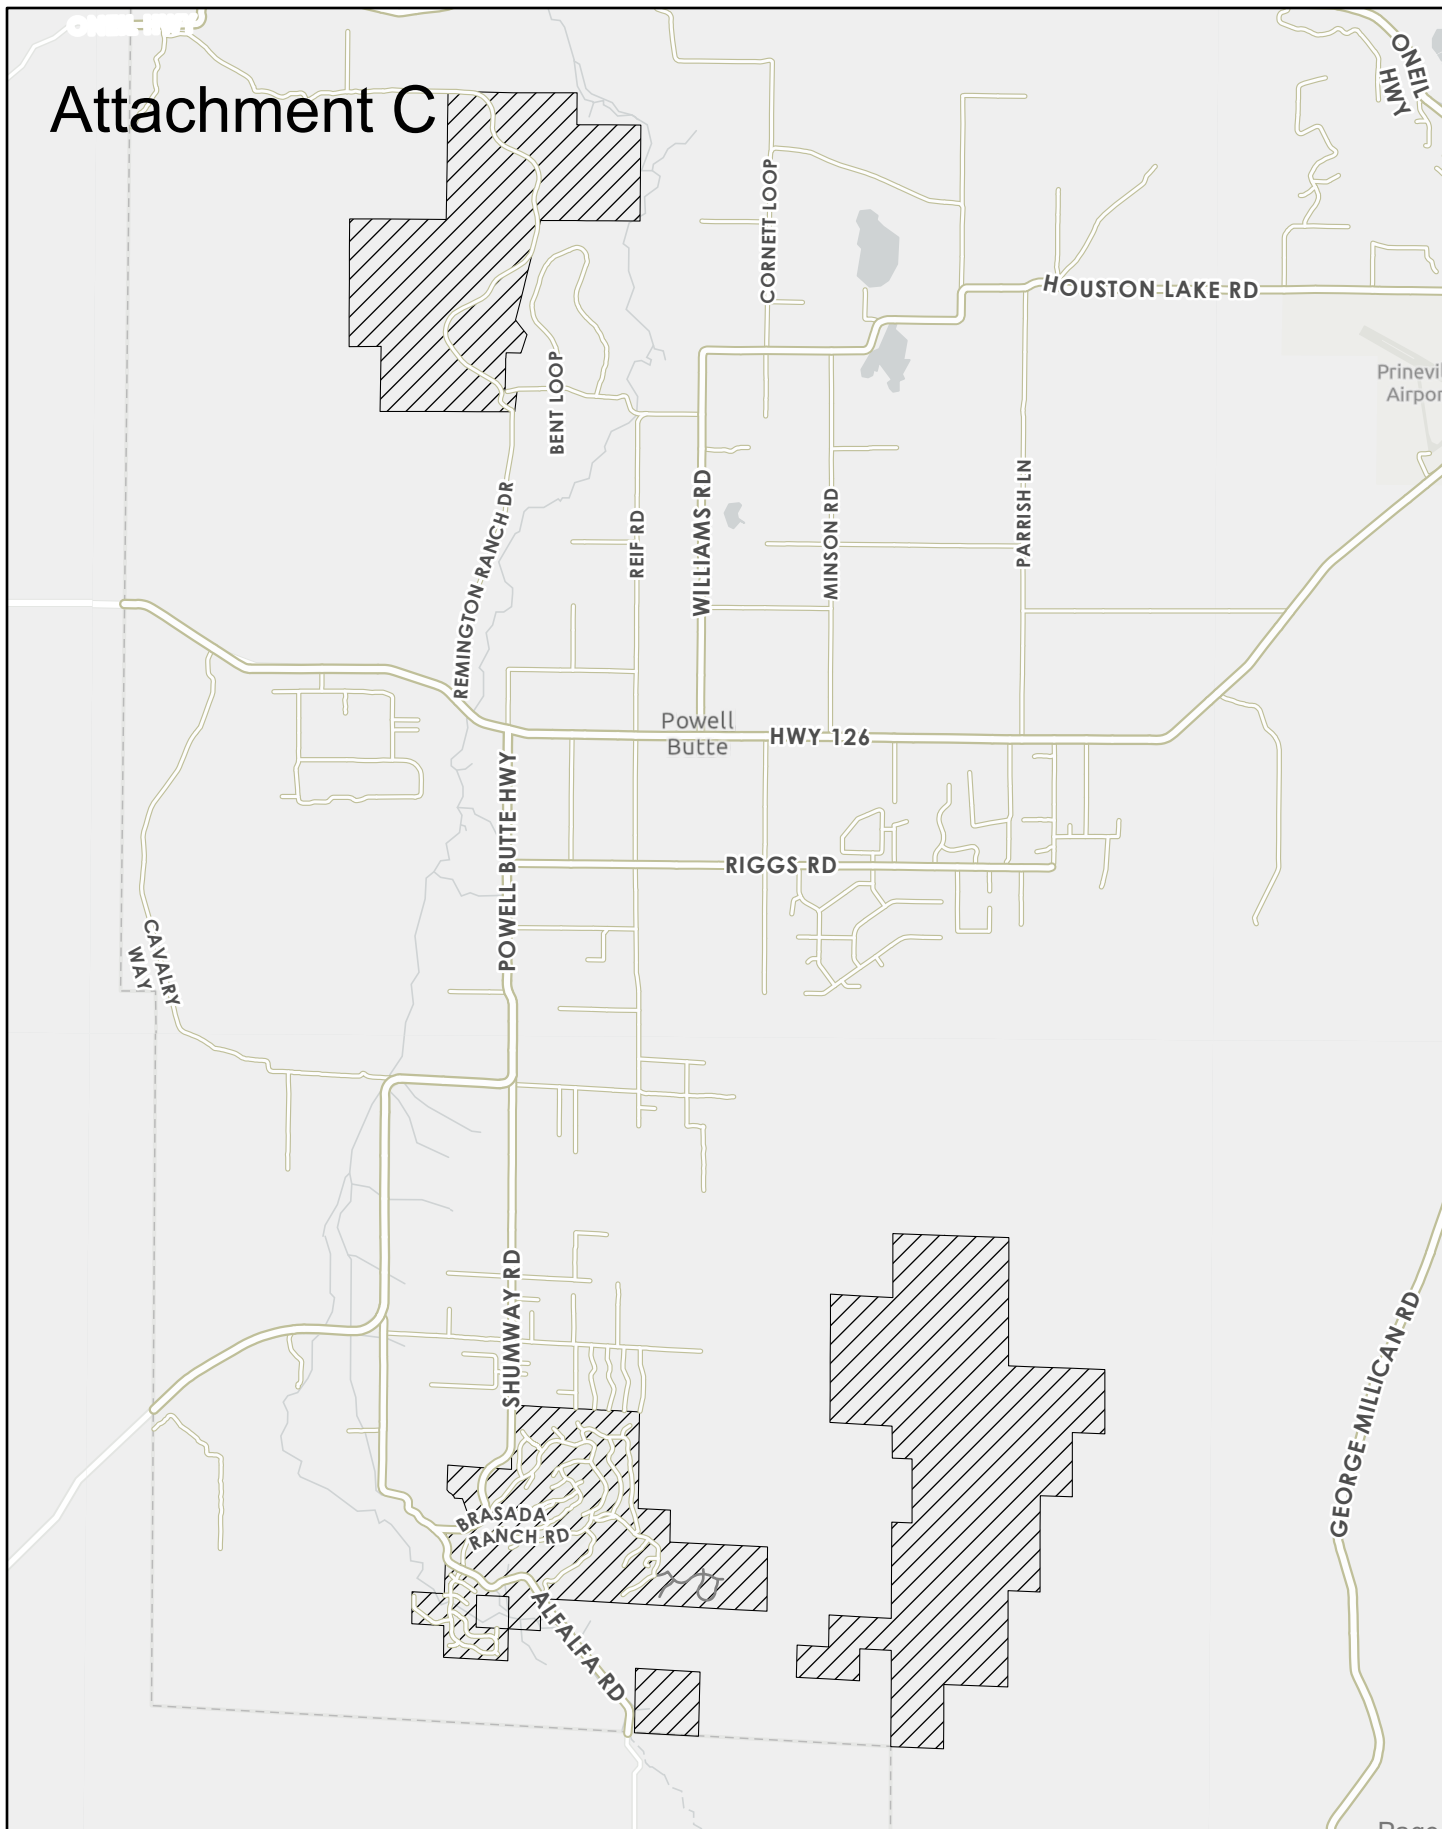 ONEIL HWY
Attachment C
ONEIL
HWY
CORNETT LOOP
HOUSTON LAKE RD
BENT LOOP
REMINGTON RANCH DR
REIF RD
WILLIAMS RD
MINSON RD
PARRISH LN
Powell
Butte
HWY 126
POWELL BUTTE HWY
RIGGS RD
CAVALRY
WAY
SHUMWAY RD
GEORGE MILLICAN RD
BRASADA
RANCH RD
ALFALFA RD